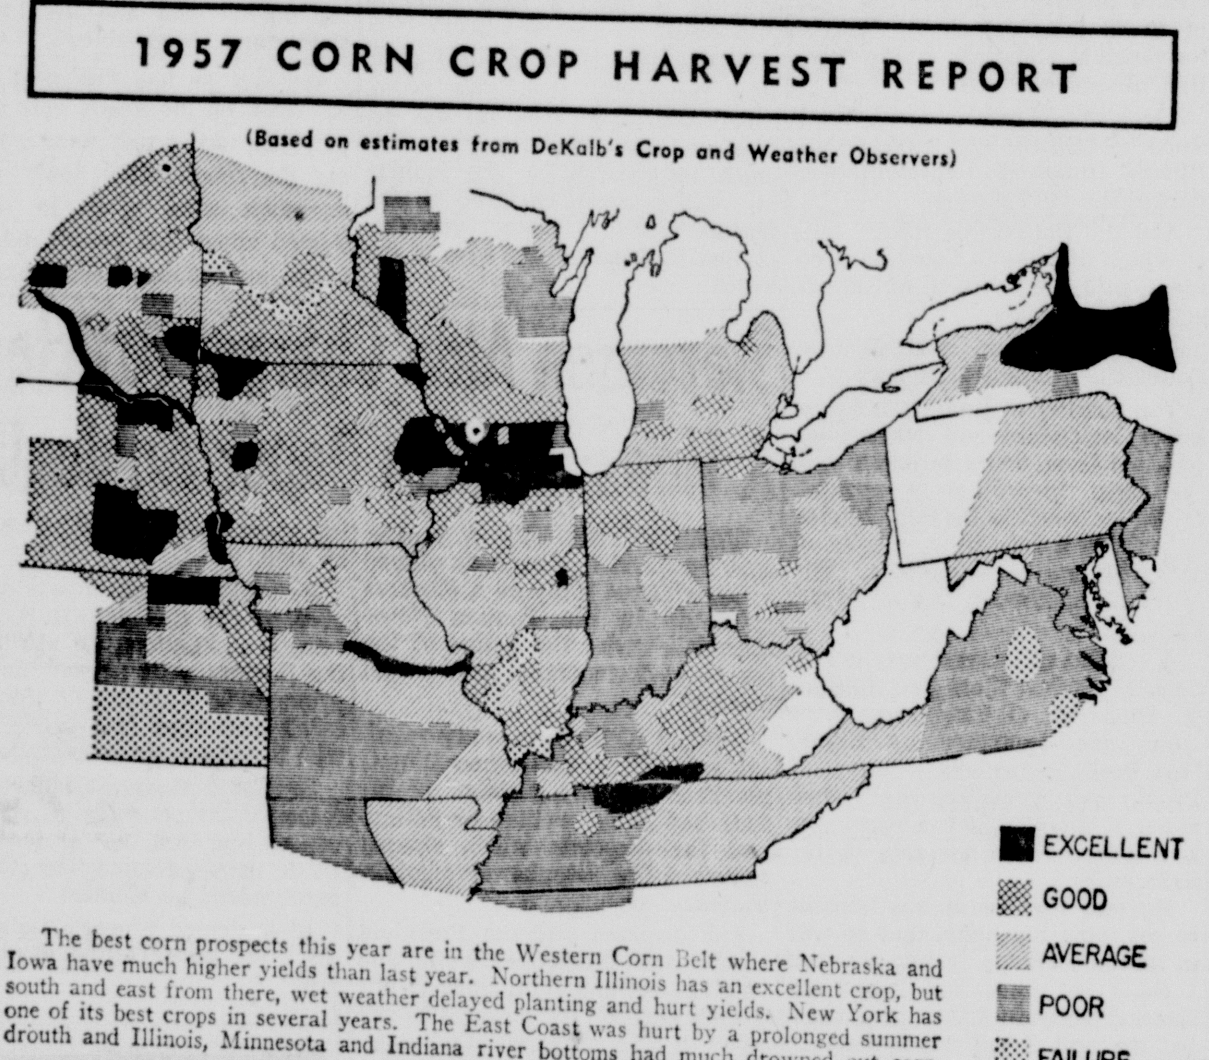 1957 CORN CROP HARVEST REPORT
(Based on estimates from DeKalb's Crop and Weather Observers)
EXCELLENT
GOOD
AVERAGE
POOR
FAILURE
The best corn prospects this year are in the Western Corn Belt where Nebraska and
Iowa have much higher yields than last year. Northern Illinois has an excellent crop, but
south and east from there, wet weather delayed planting and hurt yields. New York has
one of its best crops in several years. The East Coast was hurt by a prolonged summer
drouth and Illinois, Minnesota and Indiana river bottoms had much drowned out